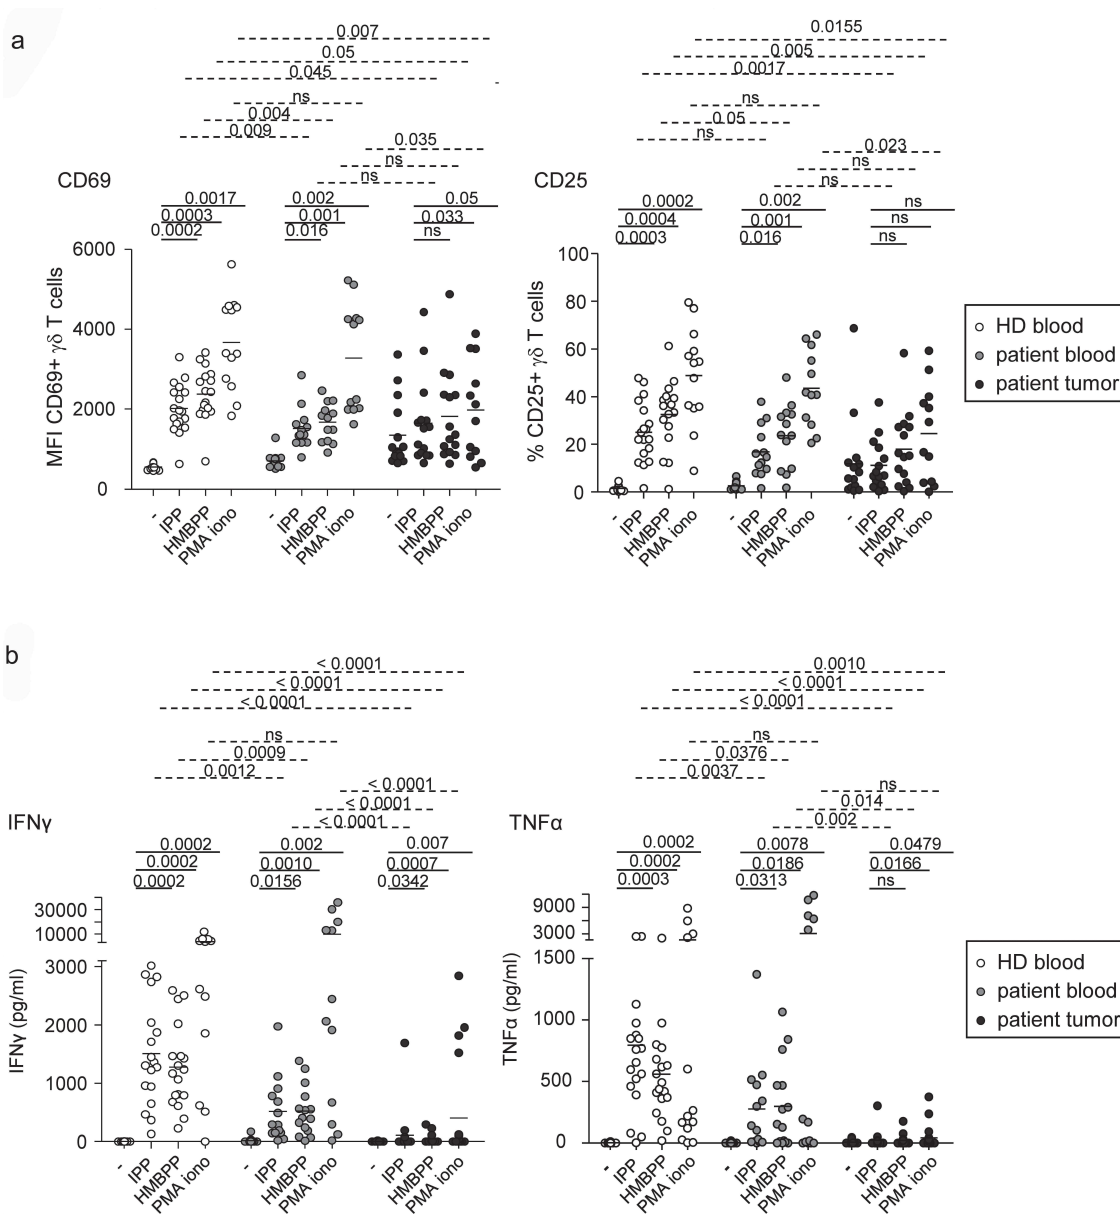 a
0.007
0.05
0.045
ns
0.004
0.009
0.035
ns
ns
CD69
0.0017
0.0003
0.0002
0.002
0.001
0.016
0.05
0.033
ns
6000
4000
2000
0
MFI CD69+ γδ T cells
-
IPP
HMBPP
PMA iono
-
IPP
HMBPP
PMA iono
-
IPP
HMBPP
PMA iono
0.0155
0.005
0.0017
ns
0.05
ns
0.023
ns
ns
CD25
0.0002
0.0004
0.0003
0.002
0.001
0.016
ns
ns
ns
100
80
60
40
20
0
% CD25+ γδ T cells
-
IPP
HMBPP
PMA iono
-
IPP
HMBPP
PMA iono
-
IPP
HMBPP
PMA iono
HD blood
patient blood
patient tumor
b
< 0.0001
< 0.0001
< 0.0001
ns
0.0009
0.0012
< 0.0001
< 0.0001
< 0.0001
IFNγ
0.0002
0.0002
0.0002
0.002
0.0010
0.0156
0.007
0.0007
0.0342
30000
10000
3000
2000
1000
0
IFNγ (pg/ml)
-
IPP
HMBPP
PMA iono
-
IPP
HMBPP
PMA iono
-
IPP
HMBPP
PMA iono
0.0010
< 0.0001
< 0.0001
ns
0.0376
0.0037
ns
0.014
0.002
TNFα
0.0002
0.0002
0.0003
0.0078
0.0186
0.0313
0.0479
0.0166
ns
9000
3000
1500
1000
500
0
TNFα (pg/ml)
-
IPP
HMBPP
PMA iono
-
IPP
HMBPP
PMA iono
-
IPP
HMBPP
PMA iono
HD blood
patient blood
patient tumor